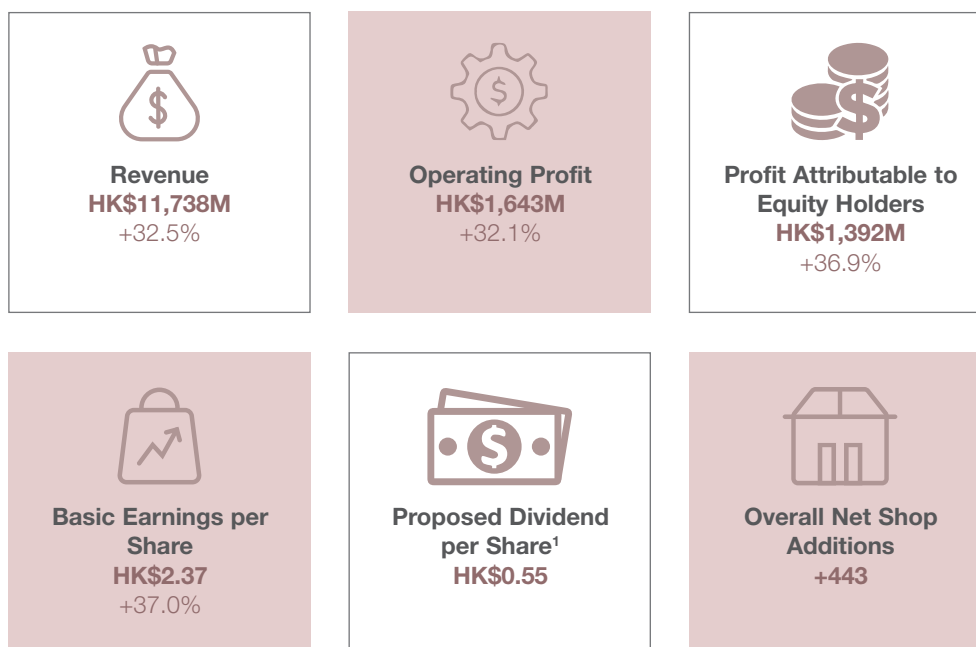 Revenue
HK$11,738M
+32.5%
Operating Profit
HK$1,643M
+32.1%
Profit Attributable to
Equity Holders
HK$1,392M
+36.9%
Basic Earnings per
Share
HK$2.37
+37.0%
Proposed Dividend
per Share¹
HK$0.55
Overall Net Shop
Additions
+443